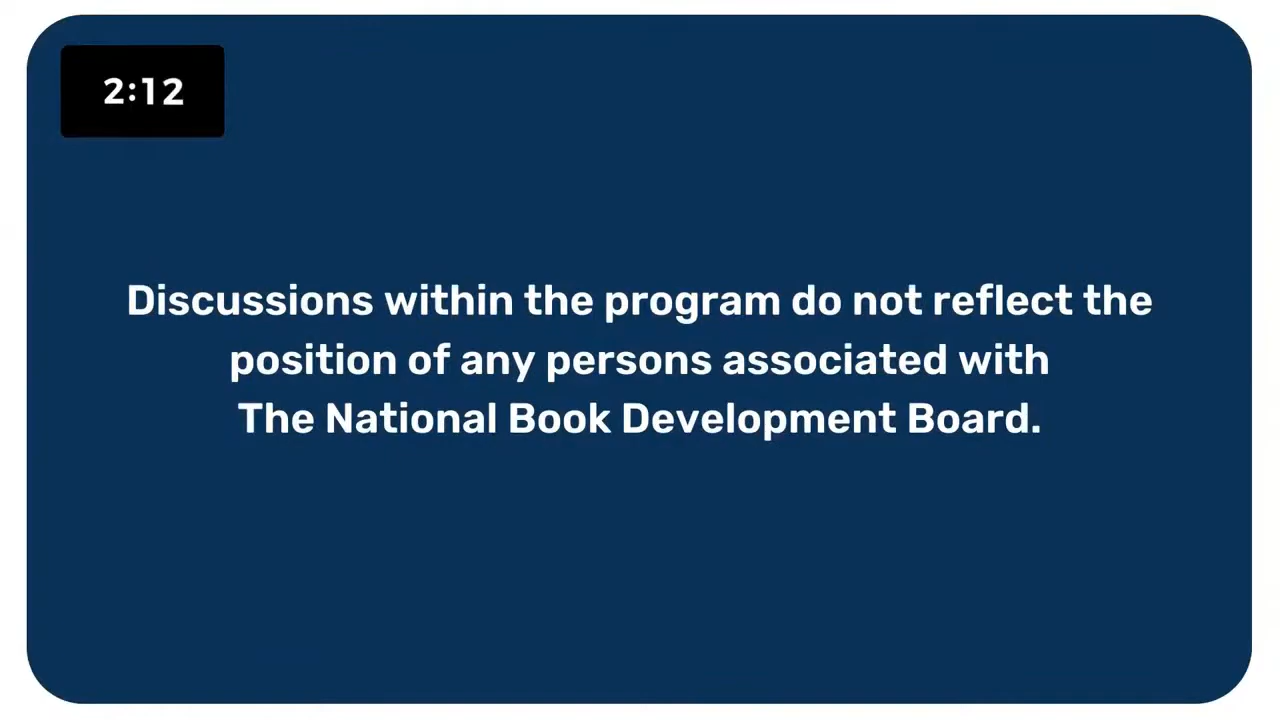 2:12
Discussions within the program do not reflect the
position of any persons associated with
The National Book Development Board.